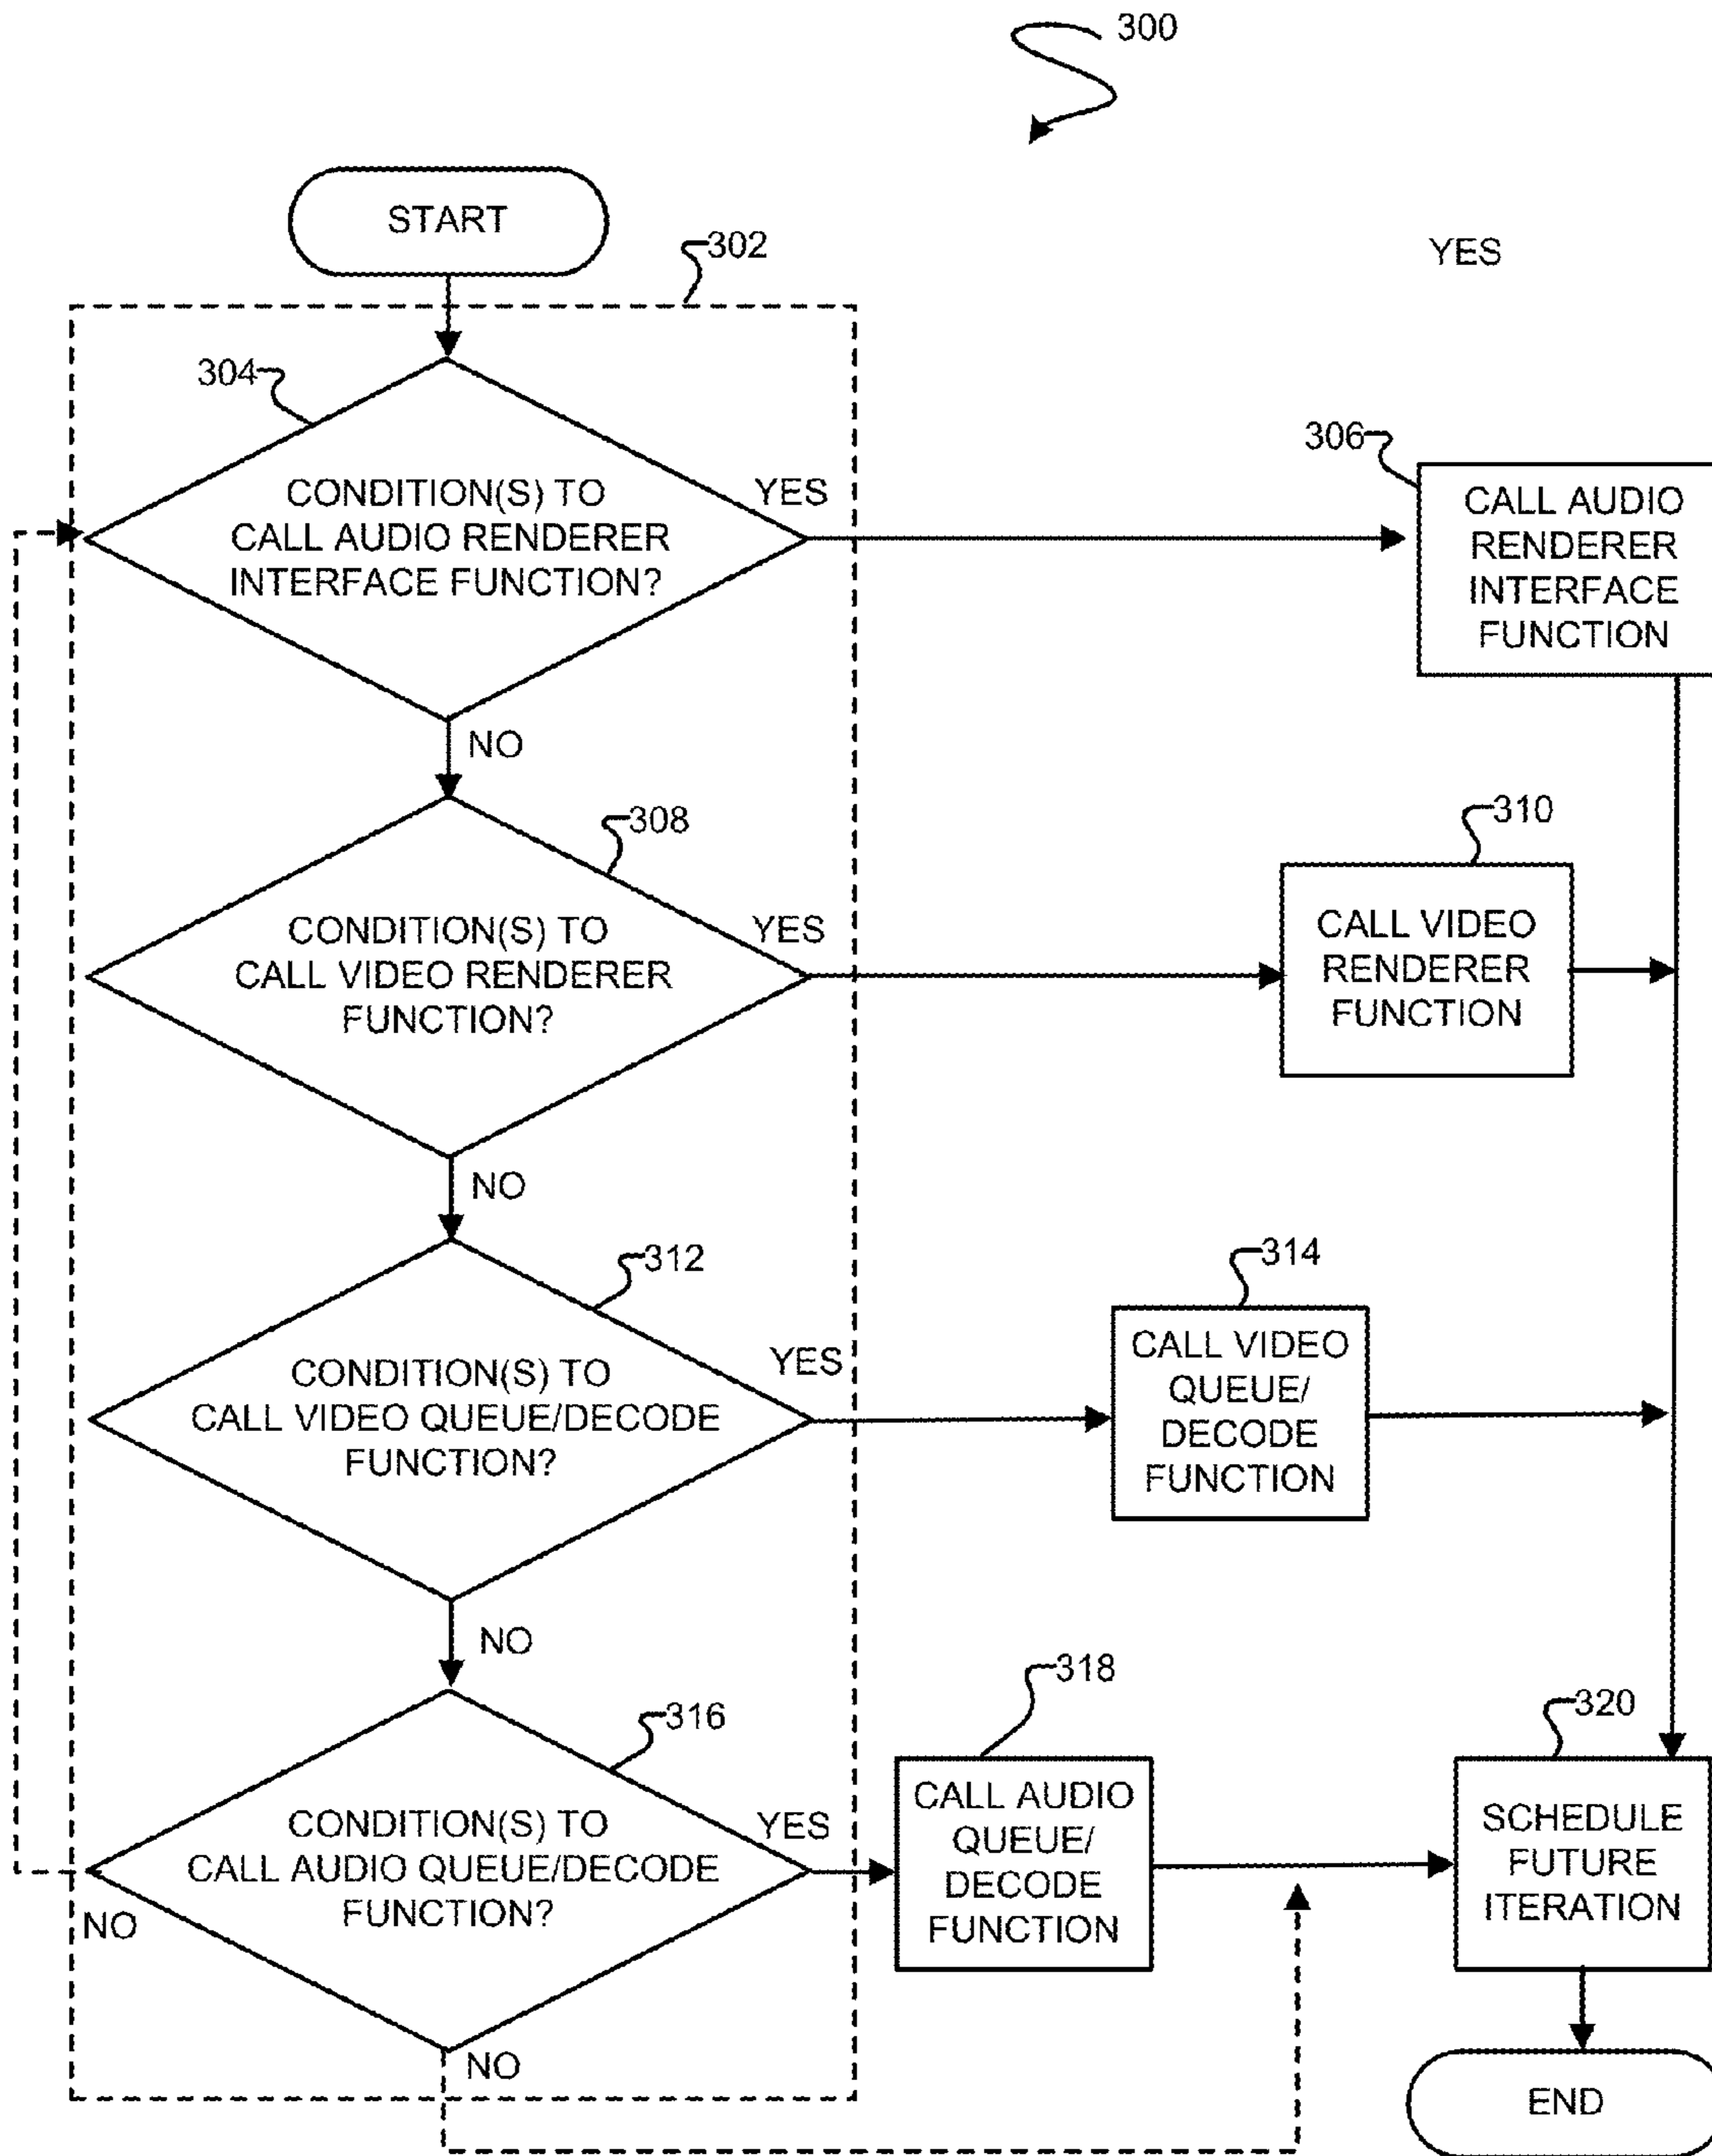 300
START
302
YES
304
CONDITION(S) TO
CALL AUDIO RENDERER
INTERFACE FUNCTION?
YES
306
CALL AUDIO
RENDERER
INTERFACE
FUNCTION
NO
308
CONDITION(S) TO
CALL VIDEO RENDERER
FUNCTION?
YES
310
CALL VIDEO
RENDERER
FUNCTION
NO
312
CONDITION(S) TO
CALL VIDEO QUEUE/DECODE
FUNCTION?
YES
314
CALL VIDEO
QUEUE/
DECODE
FUNCTION
NO
316
CONDITION(S) TO
CALL AUDIO QUEUE/DECODE
FUNCTION?
YES
NO
NO
318
CALL AUDIO
QUEUE/
DECODE
FUNCTION
320
SCHEDULE
FUTURE
ITERATION
END